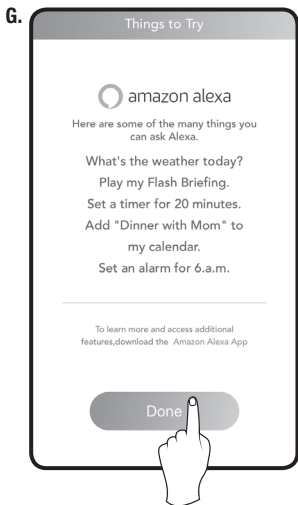 G.
Things to Try
amazon alexa
Here are some of the many things you
can ask Alexa.
What's the weather today?
Play my Flash Briefing.
Set a timer for 20 minutes.
Add "Dinner with Mom" to
my calendar.
Set an alarm for 6.a.m.
To learn more and access additional
features,download the Amazon Alexa App
Done